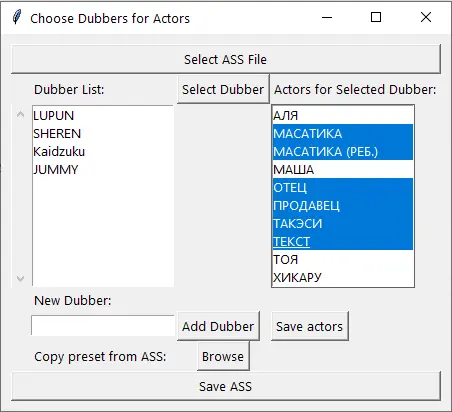 Choose Dubbers for Actors
Select ASS File
Dubber List:
Select Dubber
Actors for Selected Dubber:
LUPUN
SHEREN
Kaidzuku
JUMMY
АЛЯ
МАСАТИКА
МАСАТИКА (РЕБ.)
МАША
ОТЕЦ
ПРОДАВЕЦ
ТАКЭСИ
ТЕКСТ
ТОЯ
ХИКАРУ
New Dubber:
Add Dubber
Save actors
Copy preset from ASS:
Browse
Save ASS